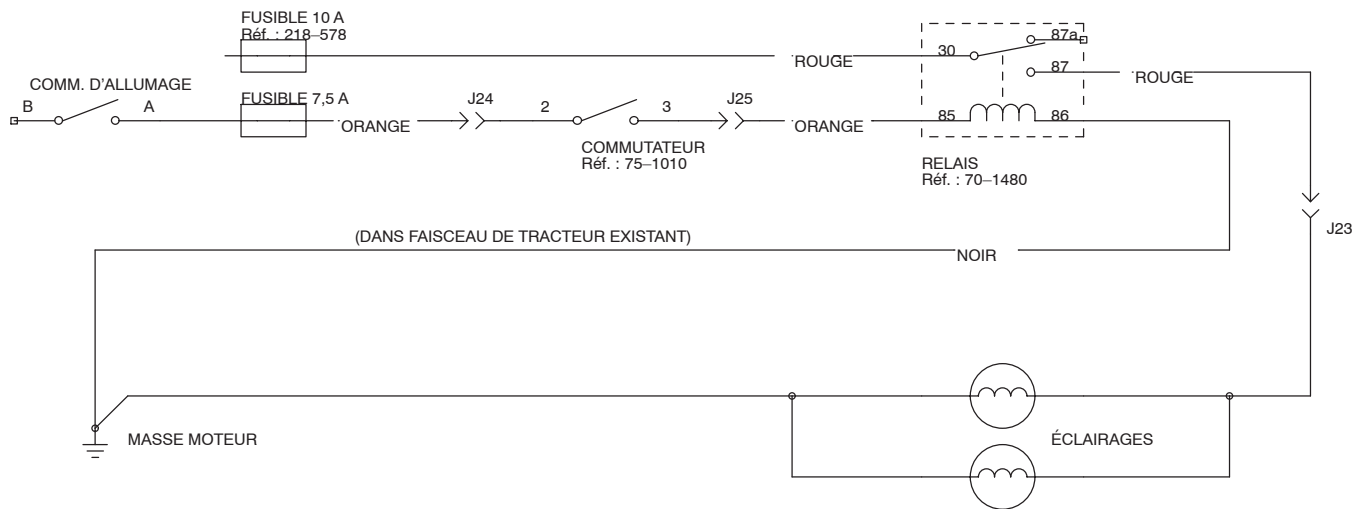 FUSIBLE 10 A
Réf. : 218–578
87a
30
ROUGE
87
ROUGE
COMM. D'ALLUMAGE
B
A
FUSIBLE 7,5 A
ORANGE
J24
2
3
J25
ORANGE
85
86
COMMUTATEUR
Réf. : 75–1010
RELAIS
Réf. : 70–1480
J23
(DANS FAISCEAU DE TRACTEUR EXISTANT)
NOIR
MASSE MOTEUR
ÉCLAIRAGES